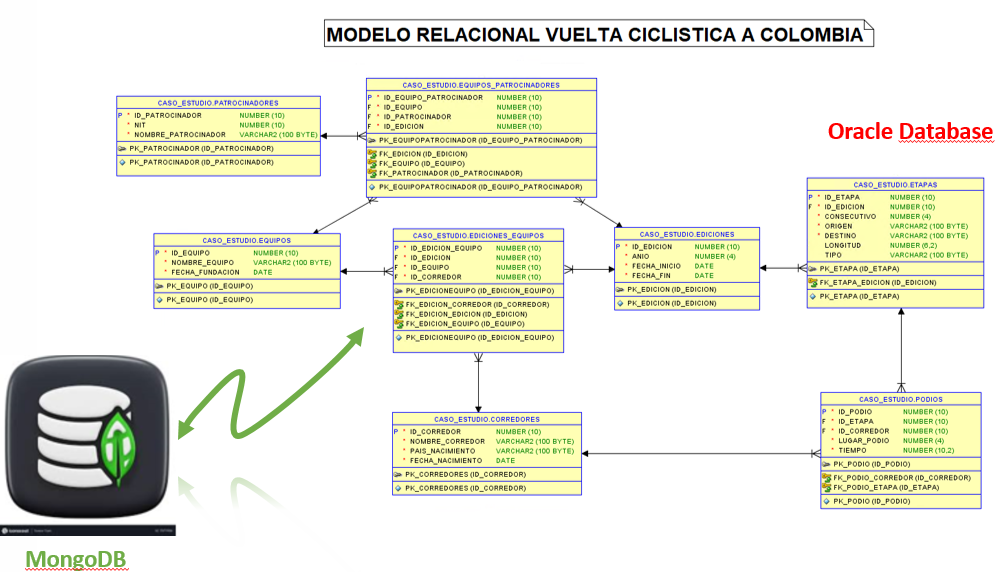 MODELO RELACIONAL VUELTA CICLISTICA A COLOMBIA
Oracle Database
CASO_ESTUDIO.PATROCINADORES
P * ID_PATROCINADOR NUMBER (10)
* NIT NUMBER (10)
* NOMBRE_PATROCINADOR VARCHAR2 (100 BYTE)
PK_PATROCINADOR (ID_PATROCINADOR)
PK_PATROCINADOR (ID_PATROCINADOR)
CASO_ESTUDIO.EQUIPOS_PATROCINADORES
P * ID_EQUIPO_PATROCINADOR NUMBER (10)
F * ID_EQUIPO NUMBER (10)
F * ID_PATROCINADOR NUMBER (10)
F * ID_EDICION NUMBER (10)
PK_EQUIPOPATROCINADOR (ID_EQUIPO_PATROCINADOR)
FK_EDICION (ID_EDICION)
FK_EQUIPO (ID_EQUIPO)
FK_PATROCINADOR (ID_PATROCINADOR)
PK_EQUIPOPATROCINADOR (ID_EQUIPO_PATROCINADOR)
CASO_ESTUDIO.ETAPAS
P * ID_ETAPA NUMBER (10)
F * ID_EDICION NUMBER (10)
* CONSECUTIVO NUMBER (4)
* ORIGEN VARCHAR2 (100 BYTE)
* DESTINO VARCHAR2 (100 BYTE)
LONGITUD NUMBER (6,2)
TIPO VARCHAR2 (100 BYTE)
PK_ETAPA (ID_ETAPA)
FK_ETAPA_EDICION (ID_EDICION)
PK_ETAPA (ID_ETAPA)
CASO_ESTUDIO.EQUIPOS
P * ID_EQUIPO NUMBER (10)
* NOMBRE_EQUIPO VARCHAR2 (100 BYTE)
* FECHA_FUNDACION DATE
PK_EQUIPO (ID_EQUIPO)
PK_EQUIPO (ID_EQUIPO)
CASO_ESTUDIO.EDICIONES_EQUIPOS
P * ID_EDICION_EQUIPO NUMBER (10)
F * ID_EDICION NUMBER (10)
F * ID_EQUIPO NUMBER (10)
F * ID_CORREDOR NUMBER (10)
PK_EDICIONEQUIPO (ID_EDICION_EQUIPO)
FK_EDICION_CORREDOR (ID_CORREDOR)
FK_EDICION_EDICION (ID_EDICION)
FK_EDICION_EQUIPO (ID_EQUIPO)
PK_EDICIONEQUIPO (ID_EDICION_EQUIPO)
CASO_ESTUDIO.EDICIONES
P * ID_EDICION NUMBER (10)
* ANIO NUMBER (4)
* FECHA_INICIO DATE
* FECHA_FIN DATE
PK_EDICION (ID_EDICION)
PK_EDICION (ID_EDICION)
CASO_ESTUDIO.CORREDORES
P * ID_CORREDOR NUMBER (10)
* NOMBRE_CORREDOR VARCHAR2 (100 BYTE)
* PAIS_NACIMIENTO VARCHAR2 (100 BYTE)
* FECHA_NACIMIENTO DATE
PK_CORREDORES (ID_CORREDOR)
PK_CORREDORES (ID_CORREDOR)
CASO_ESTUDIO.PODIOS
P * ID_PODIO NUMBER (10)
F * ID_ETAPA NUMBER (10)
F * ID_CORREDOR NUMBER (10)
* LUGAR_PODIO NUMBER (4)
* TIEMPO NUMBER (10,2)
PK_PODIO (ID_PODIO)
FK_PODIO_CORREDOR (ID_CORREDOR)
FK_PODIO_ETAPA (ID_ETAPA)
PK_PODIO (ID_PODIO)
MongoDB